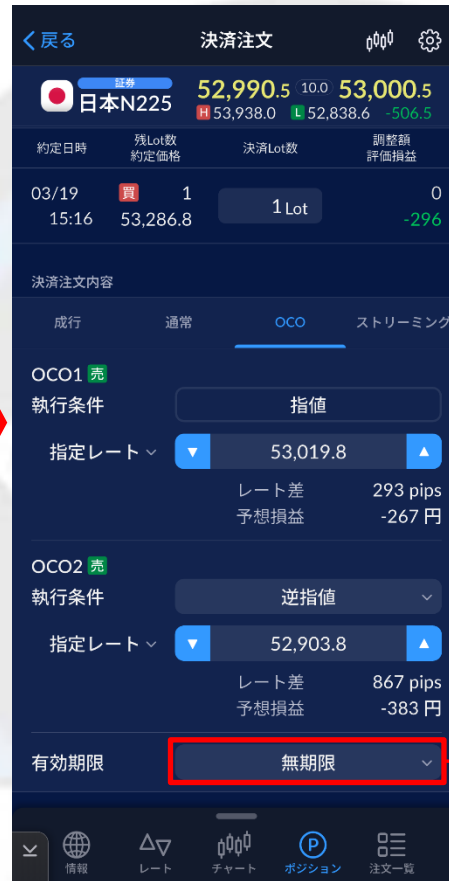 戻る 決済注文
証券 日本N225 52,990.5 10.0 53,000.5
H 53,938.0 L 52,838.6 -506.5
約定日時 残Lot数 約定価格 決済Lot数 調整額 評価損益
03/19 買 1 1 Lot 0
15:16 53,286.8 -296
決済注文内容
成行 通常 OCO ストリーミング
OCO1 売
執行条件 指値
指定レート ▼ 53,019.8 ▲
レート差 293 pips
予想損益 -267 円
OCO2 売
執行条件 逆指値
指定レート ▼ 52,903.8 ▲
レート差 867 pips
予想損益 -383 円
有効期限 無期限
情報 レート チャート P ポジション 注文一覧